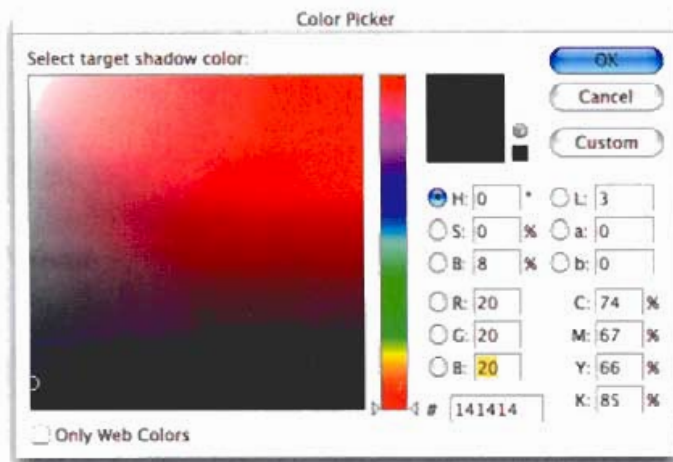 Color Picker
Select target shadow color:
OK
Cancel
Custom
H: 0 °
S: 0 %
B: 8 %
R: 20
G: 20
B: 20
# 141414
L: 3
a: 0
b: 0
C: 74 %
M: 67 %
Y: 66 %
K: 85 %
Only Web Colors